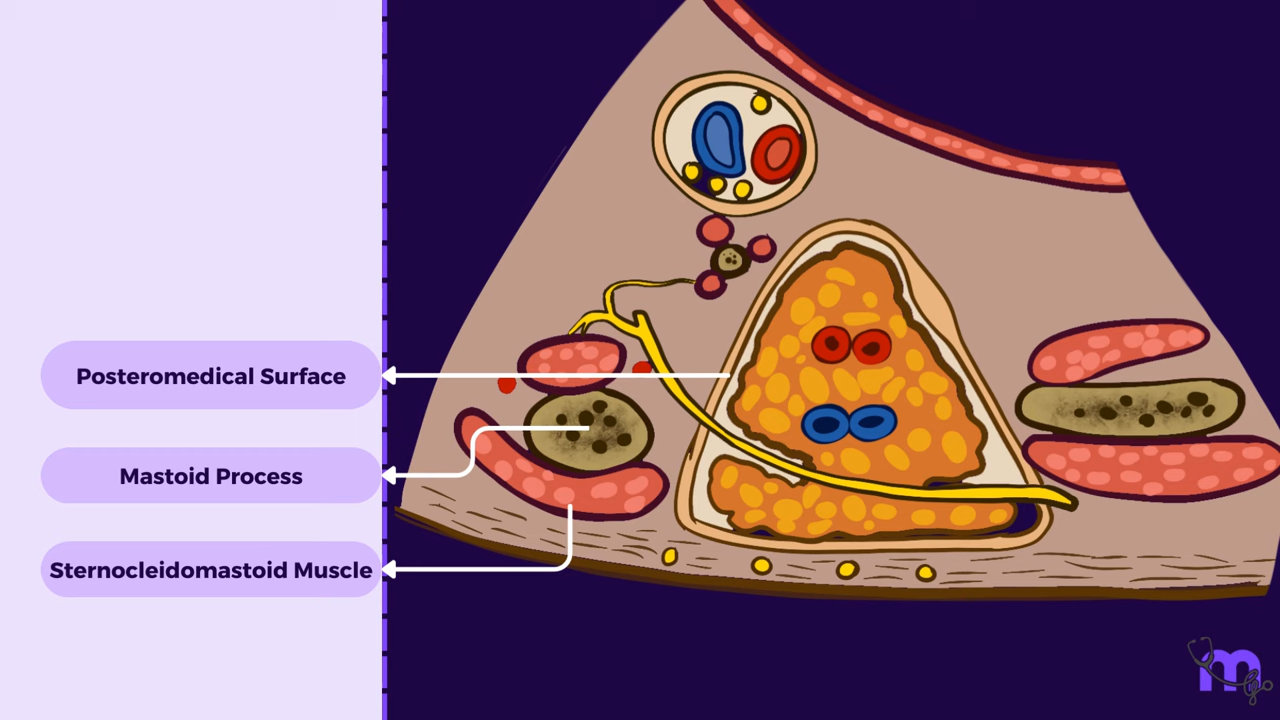 Posteromedical Surface
Mastoid Process
Sternocleidomastoid Muscle